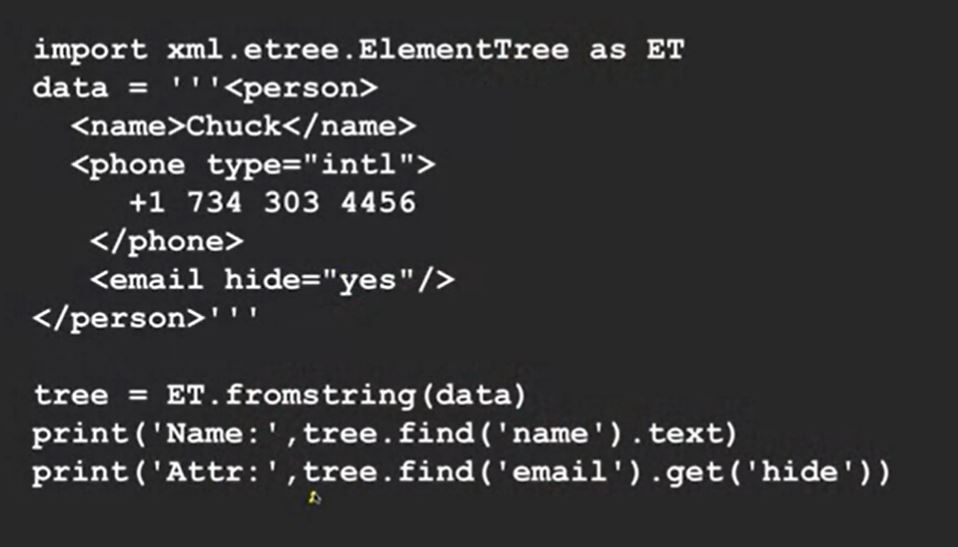 import xml.etree.ElementTree as ET
data = '''<person>
  <name>Chuck</name>
  <phone type="intl">
     +1 734 303 4456
   </phone>
   <email hide="yes"/>
</person>'''

tree = ET.fromstring(data)
print('Name:',tree.find('name').text)
print('Attr:',tree.find('email').get('hide'))